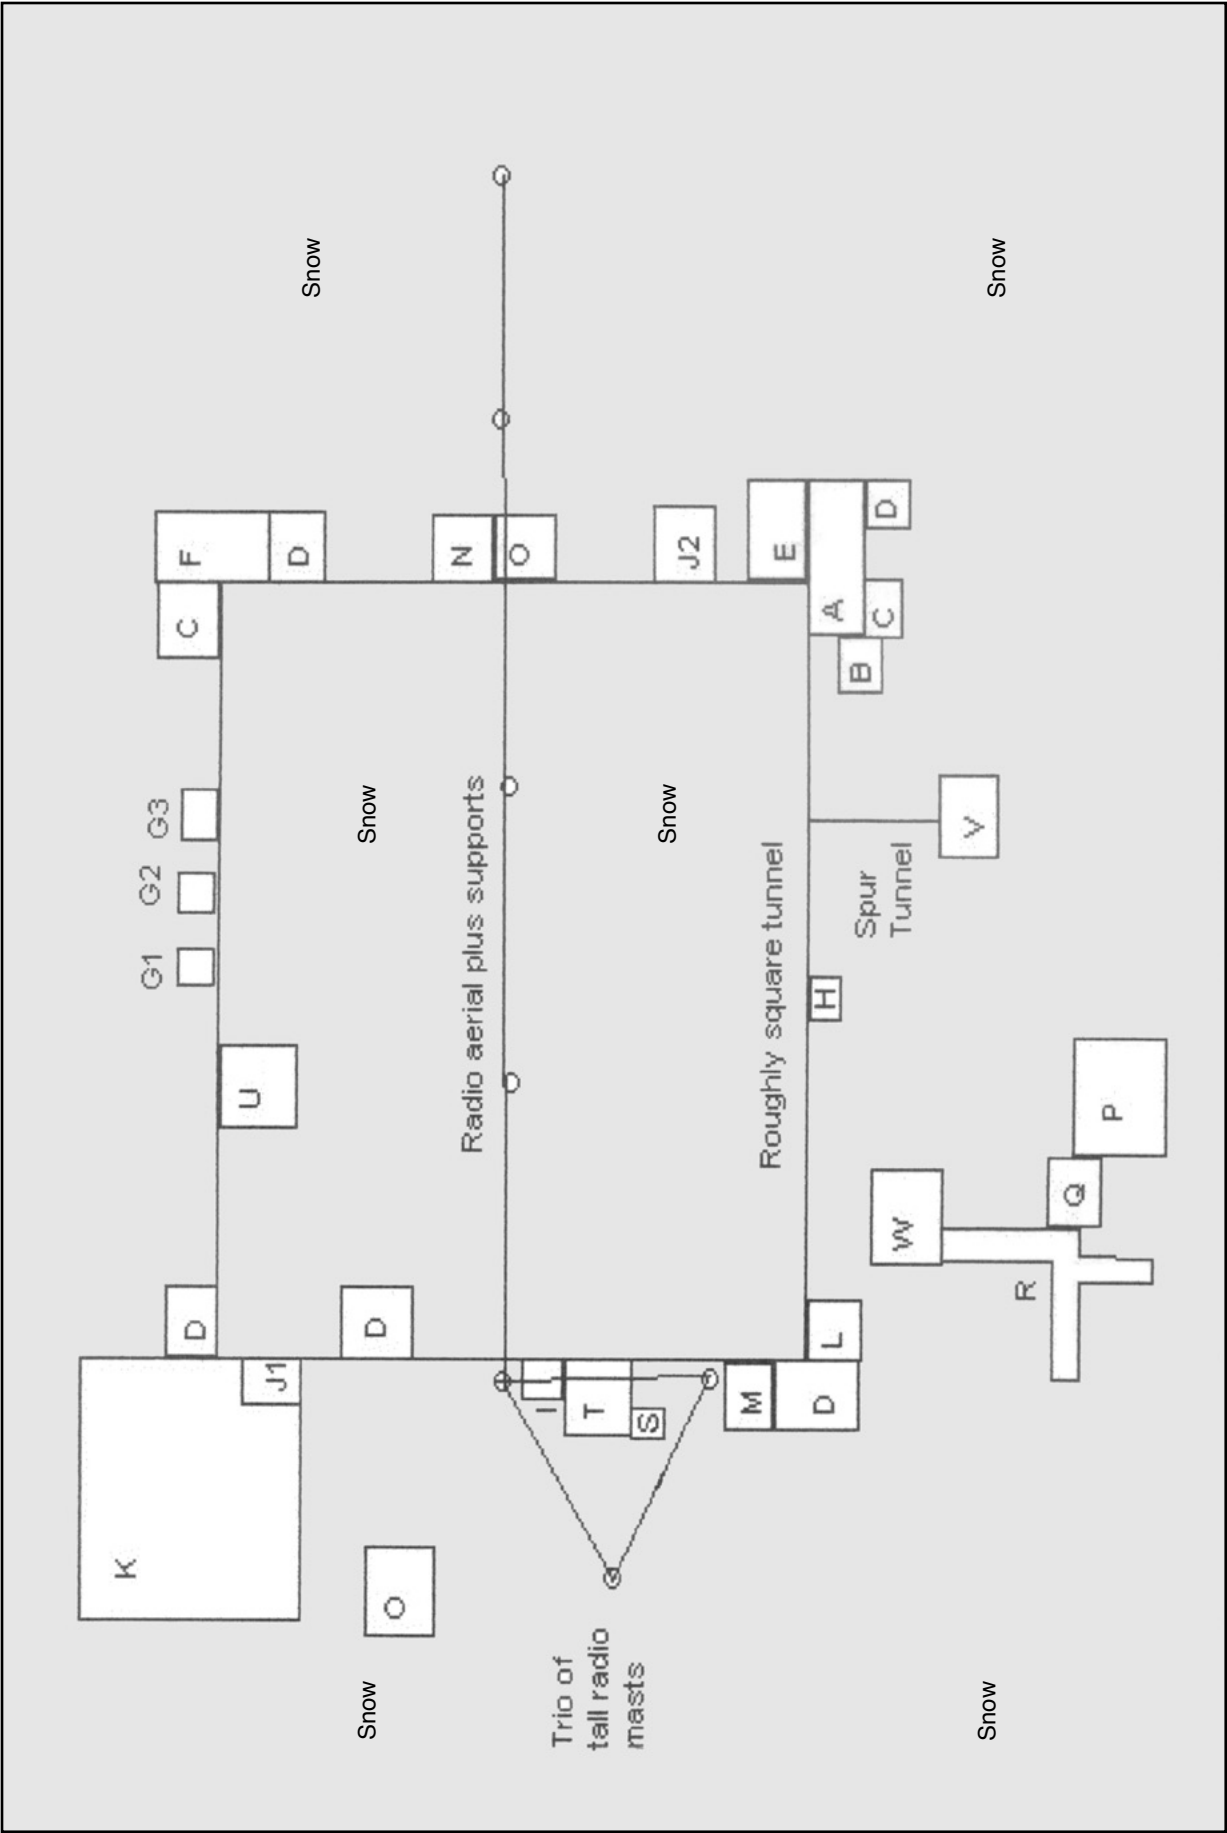 K
G1
G2
G3
D
C
F
U
J1
D
Snow
Snow
D
Snow
O
Radio aerial plus supports
N
O
I
Trio of
tall radio
masts
T
S
Snow
J2
M
Roughly square tunnel
E
D
L
H
A
B
Spur
Tunnel
C
D
W
V
Snow
Snow
R
Q
P